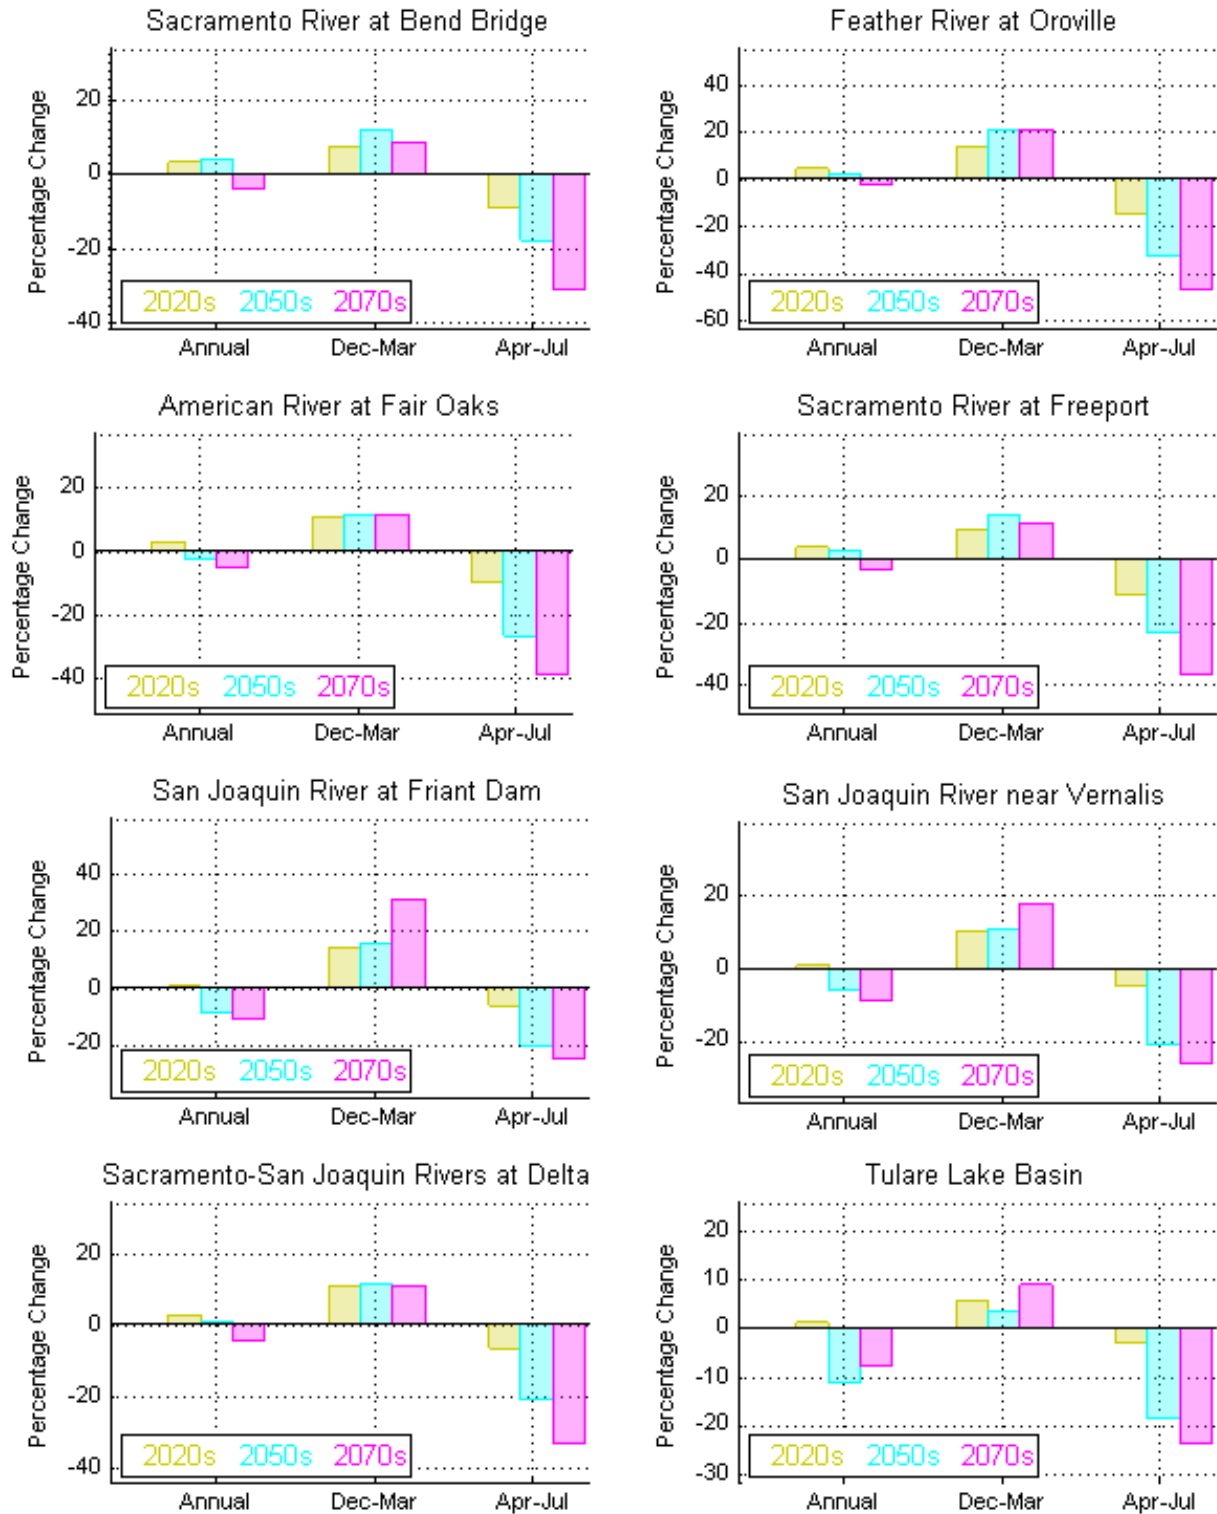 Sacramento River at Bend Bridge
Percentage Change
20
0
-20
-40
2020s 2050s 2070s
Annual Dec-Mar Apr-Jul
Feather River at Oroville
Percentage Change
40
20
0
-20
-40
-60
2020s 2050s 2070s
Annual Dec-Mar Apr-Jul
American River at Fair Oaks
Percentage Change
20
0
-20
-40
2020s 2050s 2070s
Annual Dec-Mar Apr-Jul
Sacramento River at Freeport
Percentage Change
20
0
-20
-40
2020s 2050s 2070s
Annual Dec-Mar Apr-Jul
San Joaquin River at Friant Dam
Percentage Change
40
20
0
-20
2020s 2050s 2070s
Annual Dec-Mar Apr-Jul
San Joaquin River near Vernalis
Percentage Change
20
0
-20
2020s 2050s 2070s
Annual Dec-Mar Apr-Jul
Sacramento-San Joaquin Rivers at Delta
Percentage Change
20
0
-20
-40
2020s 2050s 2070s
Annual Dec-Mar Apr-Jul
Tulare Lake Basin
Percentage Change
20
10
0
-10
-20
-30
2020s 2050s 2070s
Annual Dec-Mar Apr-Jul